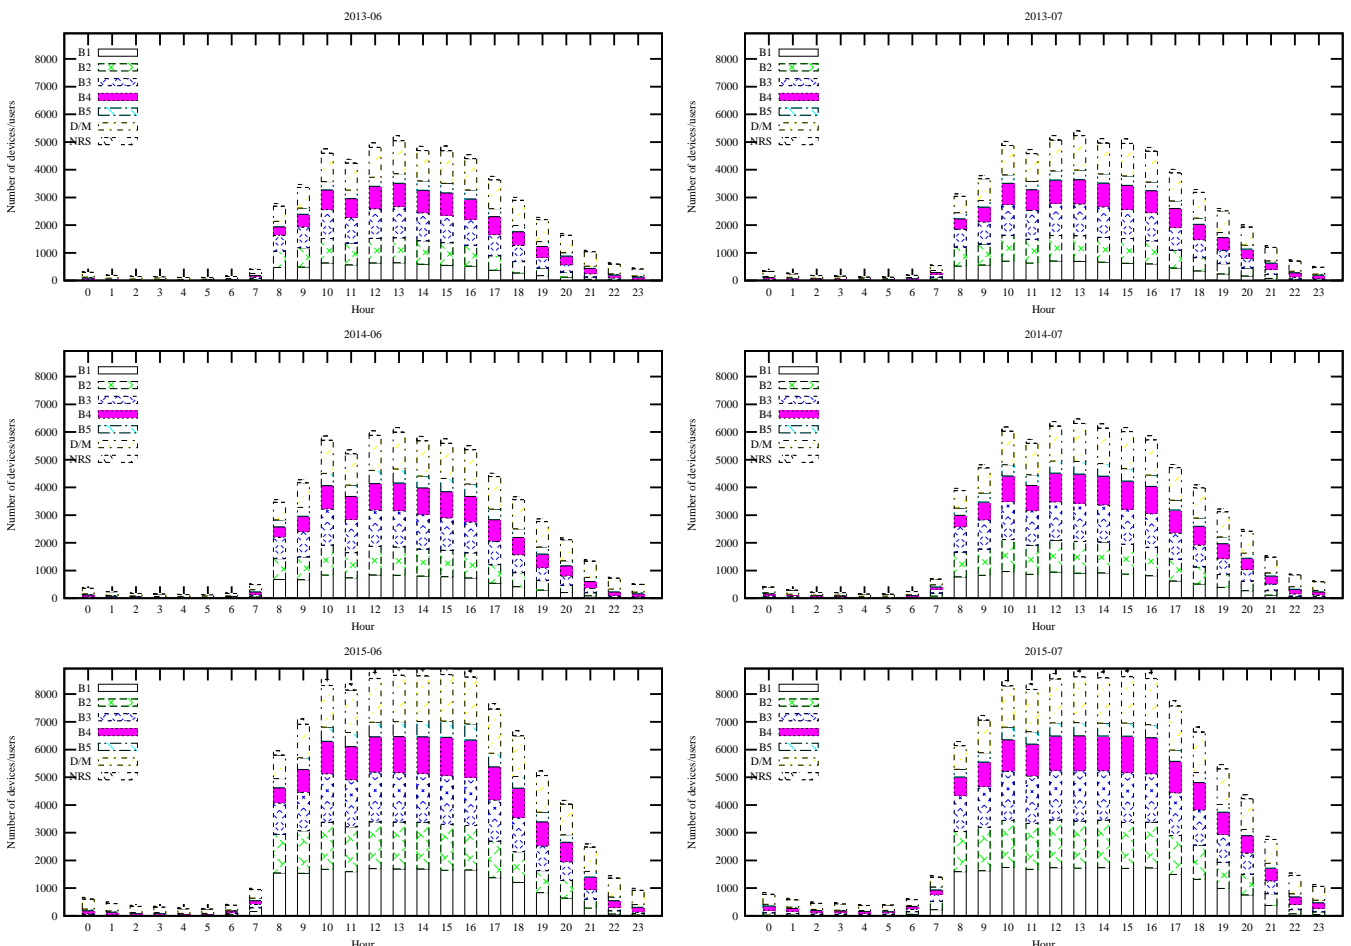 2013-06
Number of devices/users
8000
7000
6000
5000
4000
3000
2000
1000
0
B1
B2
B3
B4
B5
D/M
NRS
0 1 2 3 4 5 6 7 8 9 10 11 12 13 14 15 16 17 18 19 20 21 22 23
Hour
2013-07
Number of devices/users
8000
7000
6000
5000
4000
3000
2000
1000
0
B1
B2
B3
B4
B5
D/M
NRS
0 1 2 3 4 5 6 7 8 9 10 11 12 13 14 15 16 17 18 19 20 21 22 23
Hour
2014-06
Number of devices/users
8000
7000
6000
5000
4000
3000
2000
1000
0
B1
B2
B3
B4
B5
D/M
NRS
0 1 2 3 4 5 6 7 8 9 10 11 12 13 14 15 16 17 18 19 20 21 22 23
Hour
2014-07
Number of devices/users
8000
7000
6000
5000
4000
3000
2000
1000
0
B1
B2
B3
B4
B5
D/M
NRS
0 1 2 3 4 5 6 7 8 9 10 11 12 13 14 15 16 17 18 19 20 21 22 23
Hour
2015-06
Number of devices/users
8000
7000
6000
5000
4000
3000
2000
1000
0
B1
B2
B3
B4
B5
D/M
NRS
0 1 2 3 4 5 6 7 8 9 10 11 12 13 14 15 16 17 18 19 20 21 22 23
Hour
2015-07
Number of devices/users
8000
7000
6000
5000
4000
3000
2000
1000
0
B1
B2
B3
B4
B5
D/M
NRS
0 1 2 3 4 5 6 7 8 9 10 11 12 13 14 15 16 17 18 19 20 21 22 23
Hour